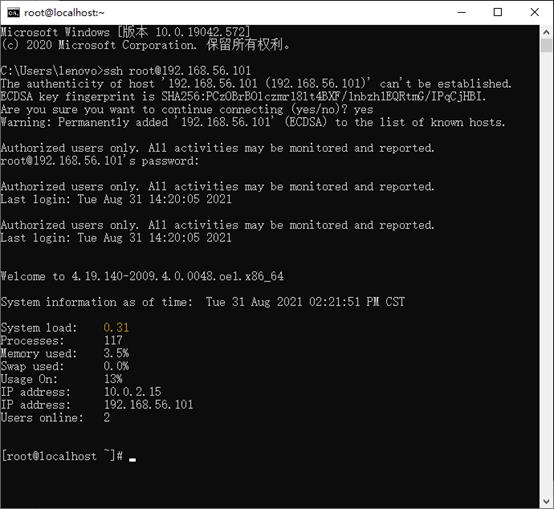 root@localhost:~
Microsoft Windows [版本 10.0.19042.572]
(c) 2020 Microsoft Corporation. 保留所有权利。
C:\Users\lenovo>ssh root@192.168.56.101
The authenticity of host '192.168.56.101 (192.168.56.101)' can't be established.
ECDSA key fingerprint is SHA256:PCzOBrBOlczmrl81t4BXF/lnbzhlEQRtmG/IPqCjHBI.
Are you sure you want to continue connecting (yes/no)? yes
Warning: Permanently added '192.168.56.101' (ECDSA) to the list of known hosts.
Authorized users only. All activities may be monitored and reported.
root@192.168.56.101's password:
Authorized users only. All activities may be monitored and reported.
Last login: Tue Aug 31 14:20:05 2021
Authorized users only. All activities may be monitored and reported.
Last login: Tue Aug 31 14:20:05 2021
Welcome to 4.19.140-2009.4.0.0048.oe1.x86_64
System information as of time:  Tue 31 Aug 2021 02:21:51 PM CST
System load:    0.31
Processes:      117
Memory used:    3.5%
Swap used:      0.0%
Usage On:       13%
IP address:     10.0.2.15
IP address:     192.168.56.101
Users online:   2
[root@localhost ~]#